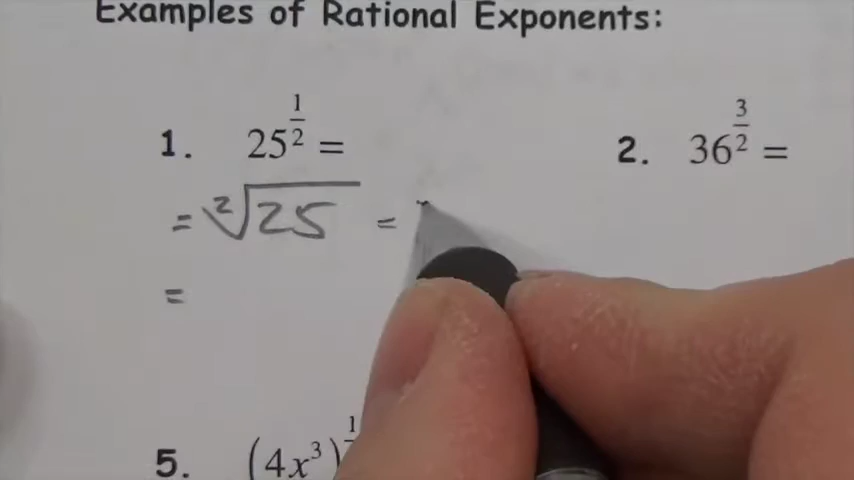 Examples of Rational Exponents:
1. 25^(1/2) =
2. 36^(3/2) =
= ²√25 =
=
5. (4x³)